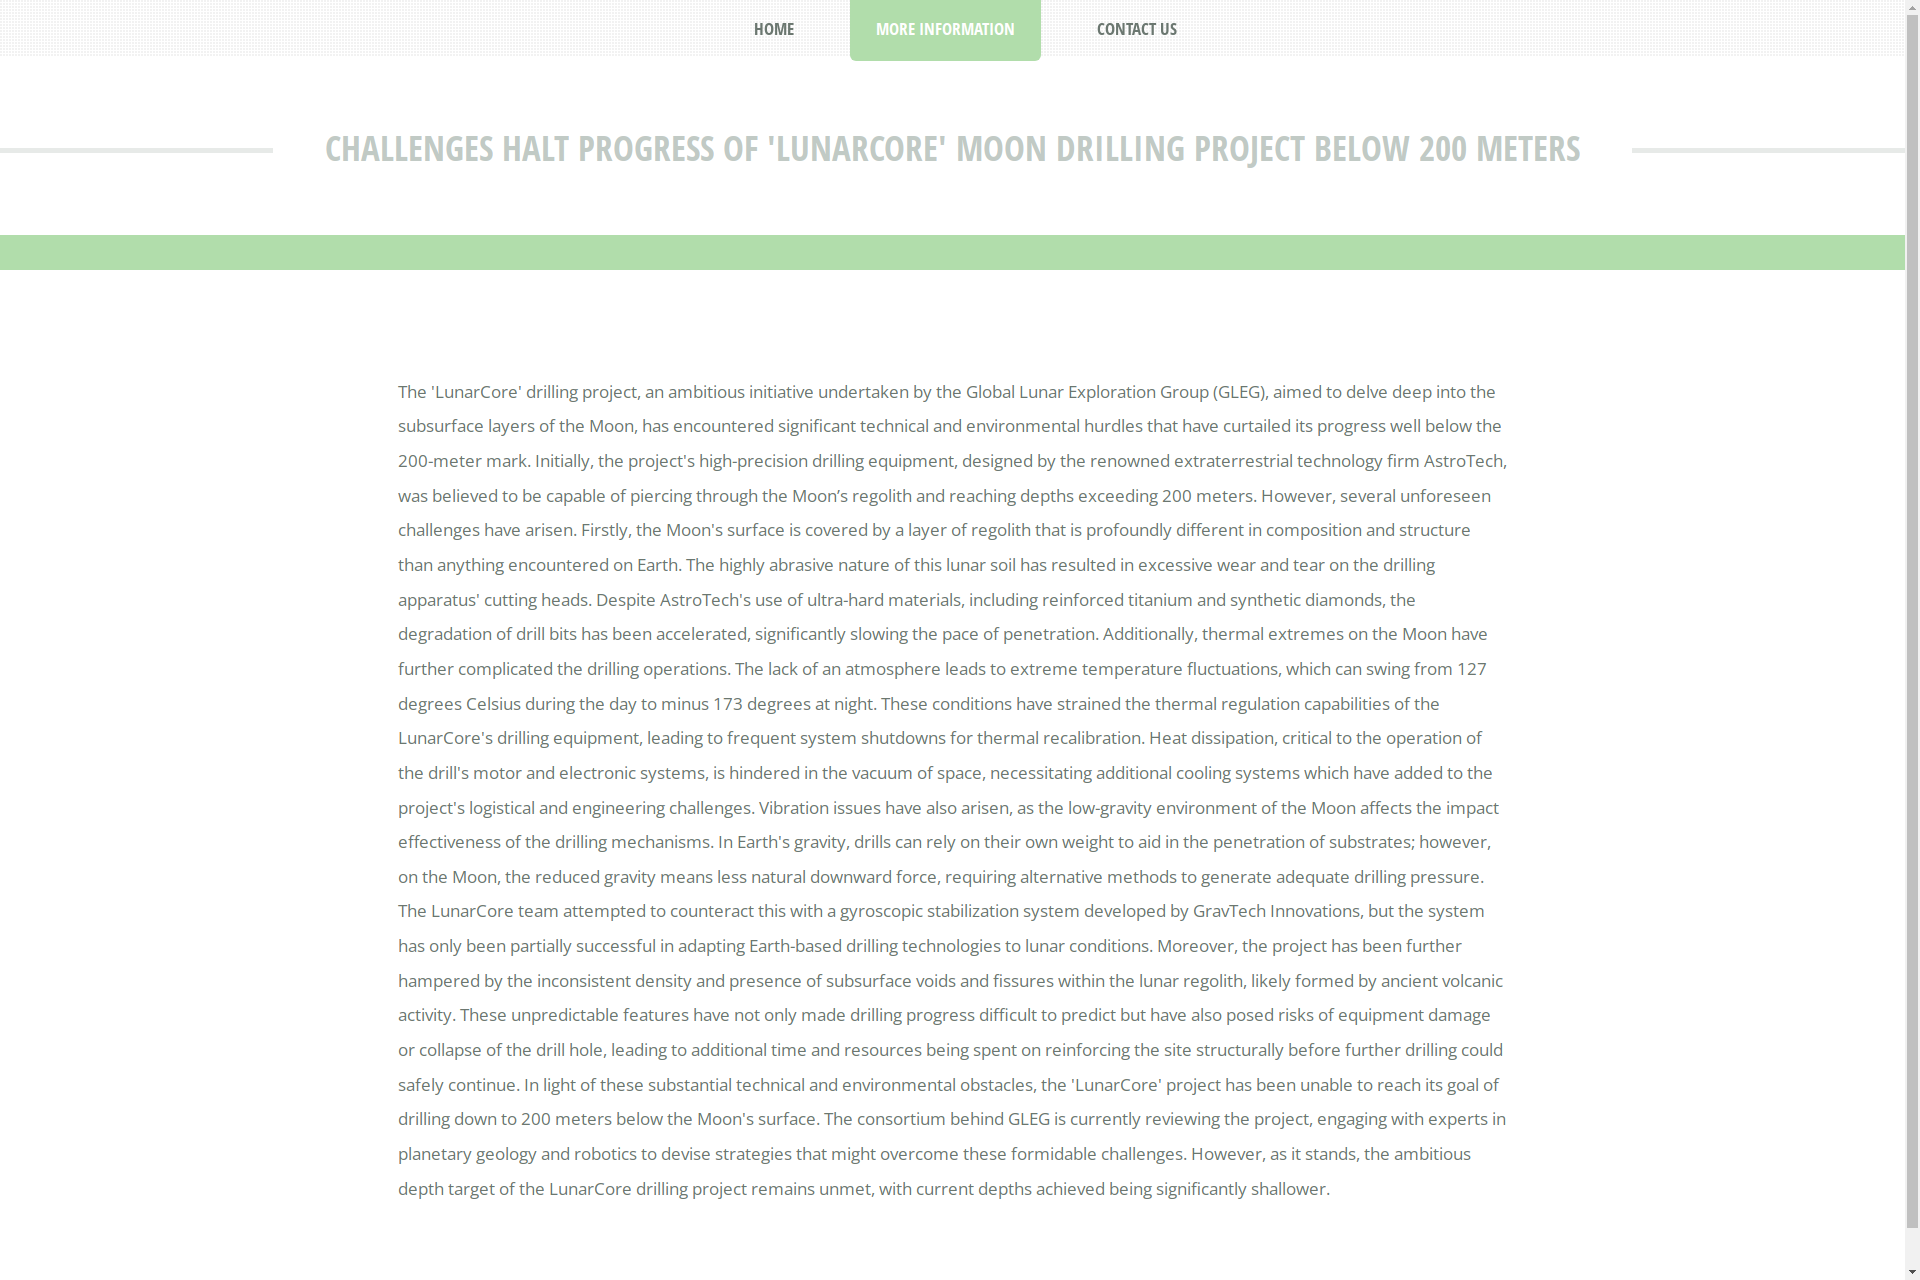 HOME
MORE INFORMATION
CONTACT US
CHALLENGES HALT PROGRESS OF 'LUNARCORE' MOON DRILLING PROJECT BELOW 200 METERS
The 'LunarCore' drilling project, an ambitious initiative undertaken by the Global Lunar Exploration Group (GLEG), aimed to delve deep into the
subsurface layers of the Moon, has encountered significant technical and environmental hurdles that have curtailed its progress well below the
200-meter mark. Initially, the project's high-precision drilling equipment, designed by the renowned extraterrestrial technology firm AstroTech,
was believed to be capable of piercing through the Moon’s regolith and reaching depths exceeding 200 meters. However, several unforeseen
challenges have arisen. Firstly, the Moon's surface is covered by a layer of regolith that is profoundly different in composition and structure
than anything encountered on Earth. The highly abrasive nature of this lunar soil has resulted in excessive wear and tear on the drilling
apparatus' cutting heads. Despite AstroTech's use of ultra-hard materials, including reinforced titanium and synthetic diamonds, the
degradation of drill bits has been accelerated, significantly slowing the pace of penetration. Additionally, thermal extremes on the Moon have
further complicated the drilling operations. The lack of an atmosphere leads to extreme temperature fluctuations, which can swing from 127
degrees Celsius during the day to minus 173 degrees at night. These conditions have strained the thermal regulation capabilities of the
LunarCore's drilling equipment, leading to frequent system shutdowns for thermal recalibration. Heat dissipation, critical to the operation of
the drill's motor and electronic systems, is hindered in the vacuum of space, necessitating additional cooling systems which have added to the
project's logistical and engineering challenges. Vibration issues have also arisen, as the low-gravity environment of the Moon affects the impact
effectiveness of the drilling mechanisms. In Earth's gravity, drills can rely on their own weight to aid in the penetration of substrates; however,
on the Moon, the reduced gravity means less natural downward force, requiring alternative methods to generate adequate drilling pressure.
The LunarCore team attempted to counteract this with a gyroscopic stabilization system developed by GravTech Innovations, but the system
has only been partially successful in adapting Earth-based drilling technologies to lunar conditions. Moreover, the project has been further
hampered by the inconsistent density and presence of subsurface voids and fissures within the lunar regolith, likely formed by ancient volcanic
activity. These unpredictable features have not only made drilling progress difficult to predict but have also posed risks of equipment damage
or collapse of the drill hole, leading to additional time and resources being spent on reinforcing the site structurally before further drilling could
safely continue. In light of these substantial technical and environmental obstacles, the 'LunarCore' project has been unable to reach its goal of
drilling down to 200 meters below the Moon's surface. The consortium behind GLEG is currently reviewing the project, engaging with experts in
planetary geology and robotics to devise strategies that might overcome these formidable challenges. However, as it stands, the ambitious
depth target of the LunarCore drilling project remains unmet, with current depths achieved being significantly shallower.